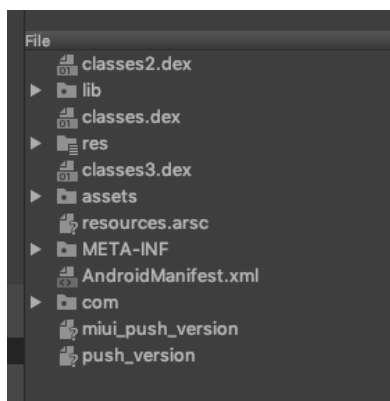 File
classes2.dex
lib
classes.dex
res
classes3.dex
assets
resources.arsc
META-INF
AndroidManifest.xml
com
miui_push_version
push_version